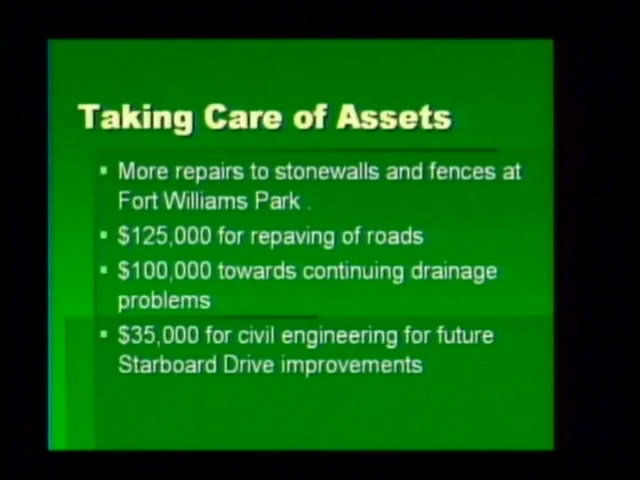 Taking Care of Assets
More repairs to stonewalls and fences at
Fort Williams Park .
$125,000 for repaving of roads
$100,000 towards continuing drainage
problems
$35,000 for civil engineering for future
Starboard Drive improvements